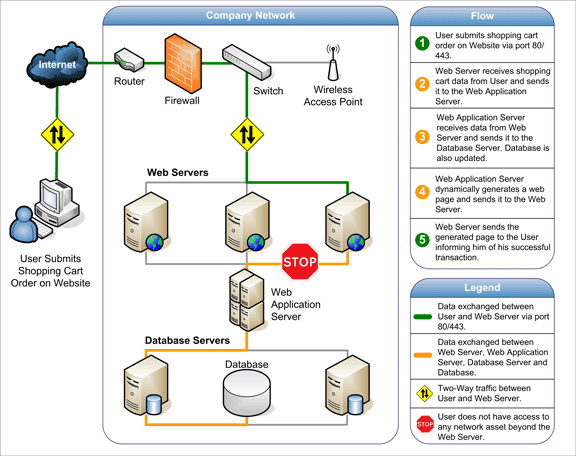 Company Network
Internet
Router
Firewall
Switch
Wireless
Access Point
Web Servers
User Submits
Shopping Cart
Order on Website
STOP
Web
Application
Server
Database Servers
Database
Flow
1
User submits shopping cart
order on Website via port 80/
443.
2
Web Server receives shopping
cart data from User and sends
it to the Web Application
Server.
3
Web Application Server
receives data from Web
Server and sends it to the
Database Server. Database is
also updated.
4
Web Application Server
dynamically generates a web
page and sends it to the Web
Server.
5
Web Server sends the
generated page to the User
informing him of his successful
transaction.
Legend
Data exchanged between
User and Web Server via port
80/443.
Data exchanged between
Web Server, Web Application
Server, Database Server and
Database.
Two-Way traffic between
User and Web Server.
STOP
User does not have access to
any network asset beyond the
Web Server.